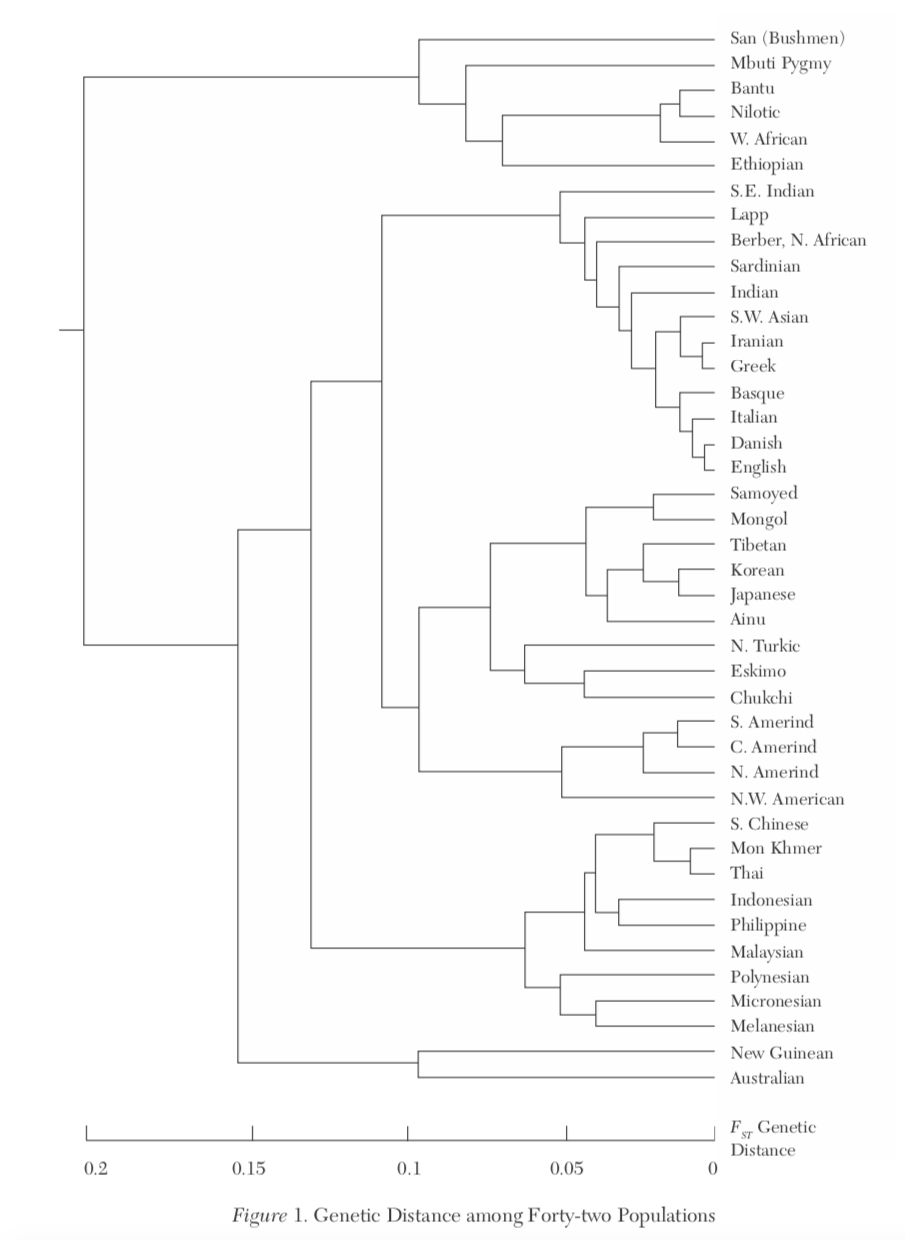 San (Bushmen)
Mbuti Pygmy
Bantu
Nilotic
W. African
Ethiopian
S.E. Indian
Lapp
Berber, N. African
Sardinian
Indian
S.W. Asian
Iranian
Greek
Basque
Italian
Danish
English
Samoyed
Mongol
Tibetan
Korean
Japanese
Ainu
N. Turkic
Eskimo
Chukchi
S. Amerind
C. Amerind
N. Amerind
N.W. American
S. Chinese
Mon Khmer
Thai
Indonesian
Philippine
Malaysian
Polynesian
Micronesian
Melanesian
New Guinean
Australian
F_ST Genetic
Distance
0.2 0.15 0.1 0.05 0
Figure 1. Genetic Distance among Forty-two Populations